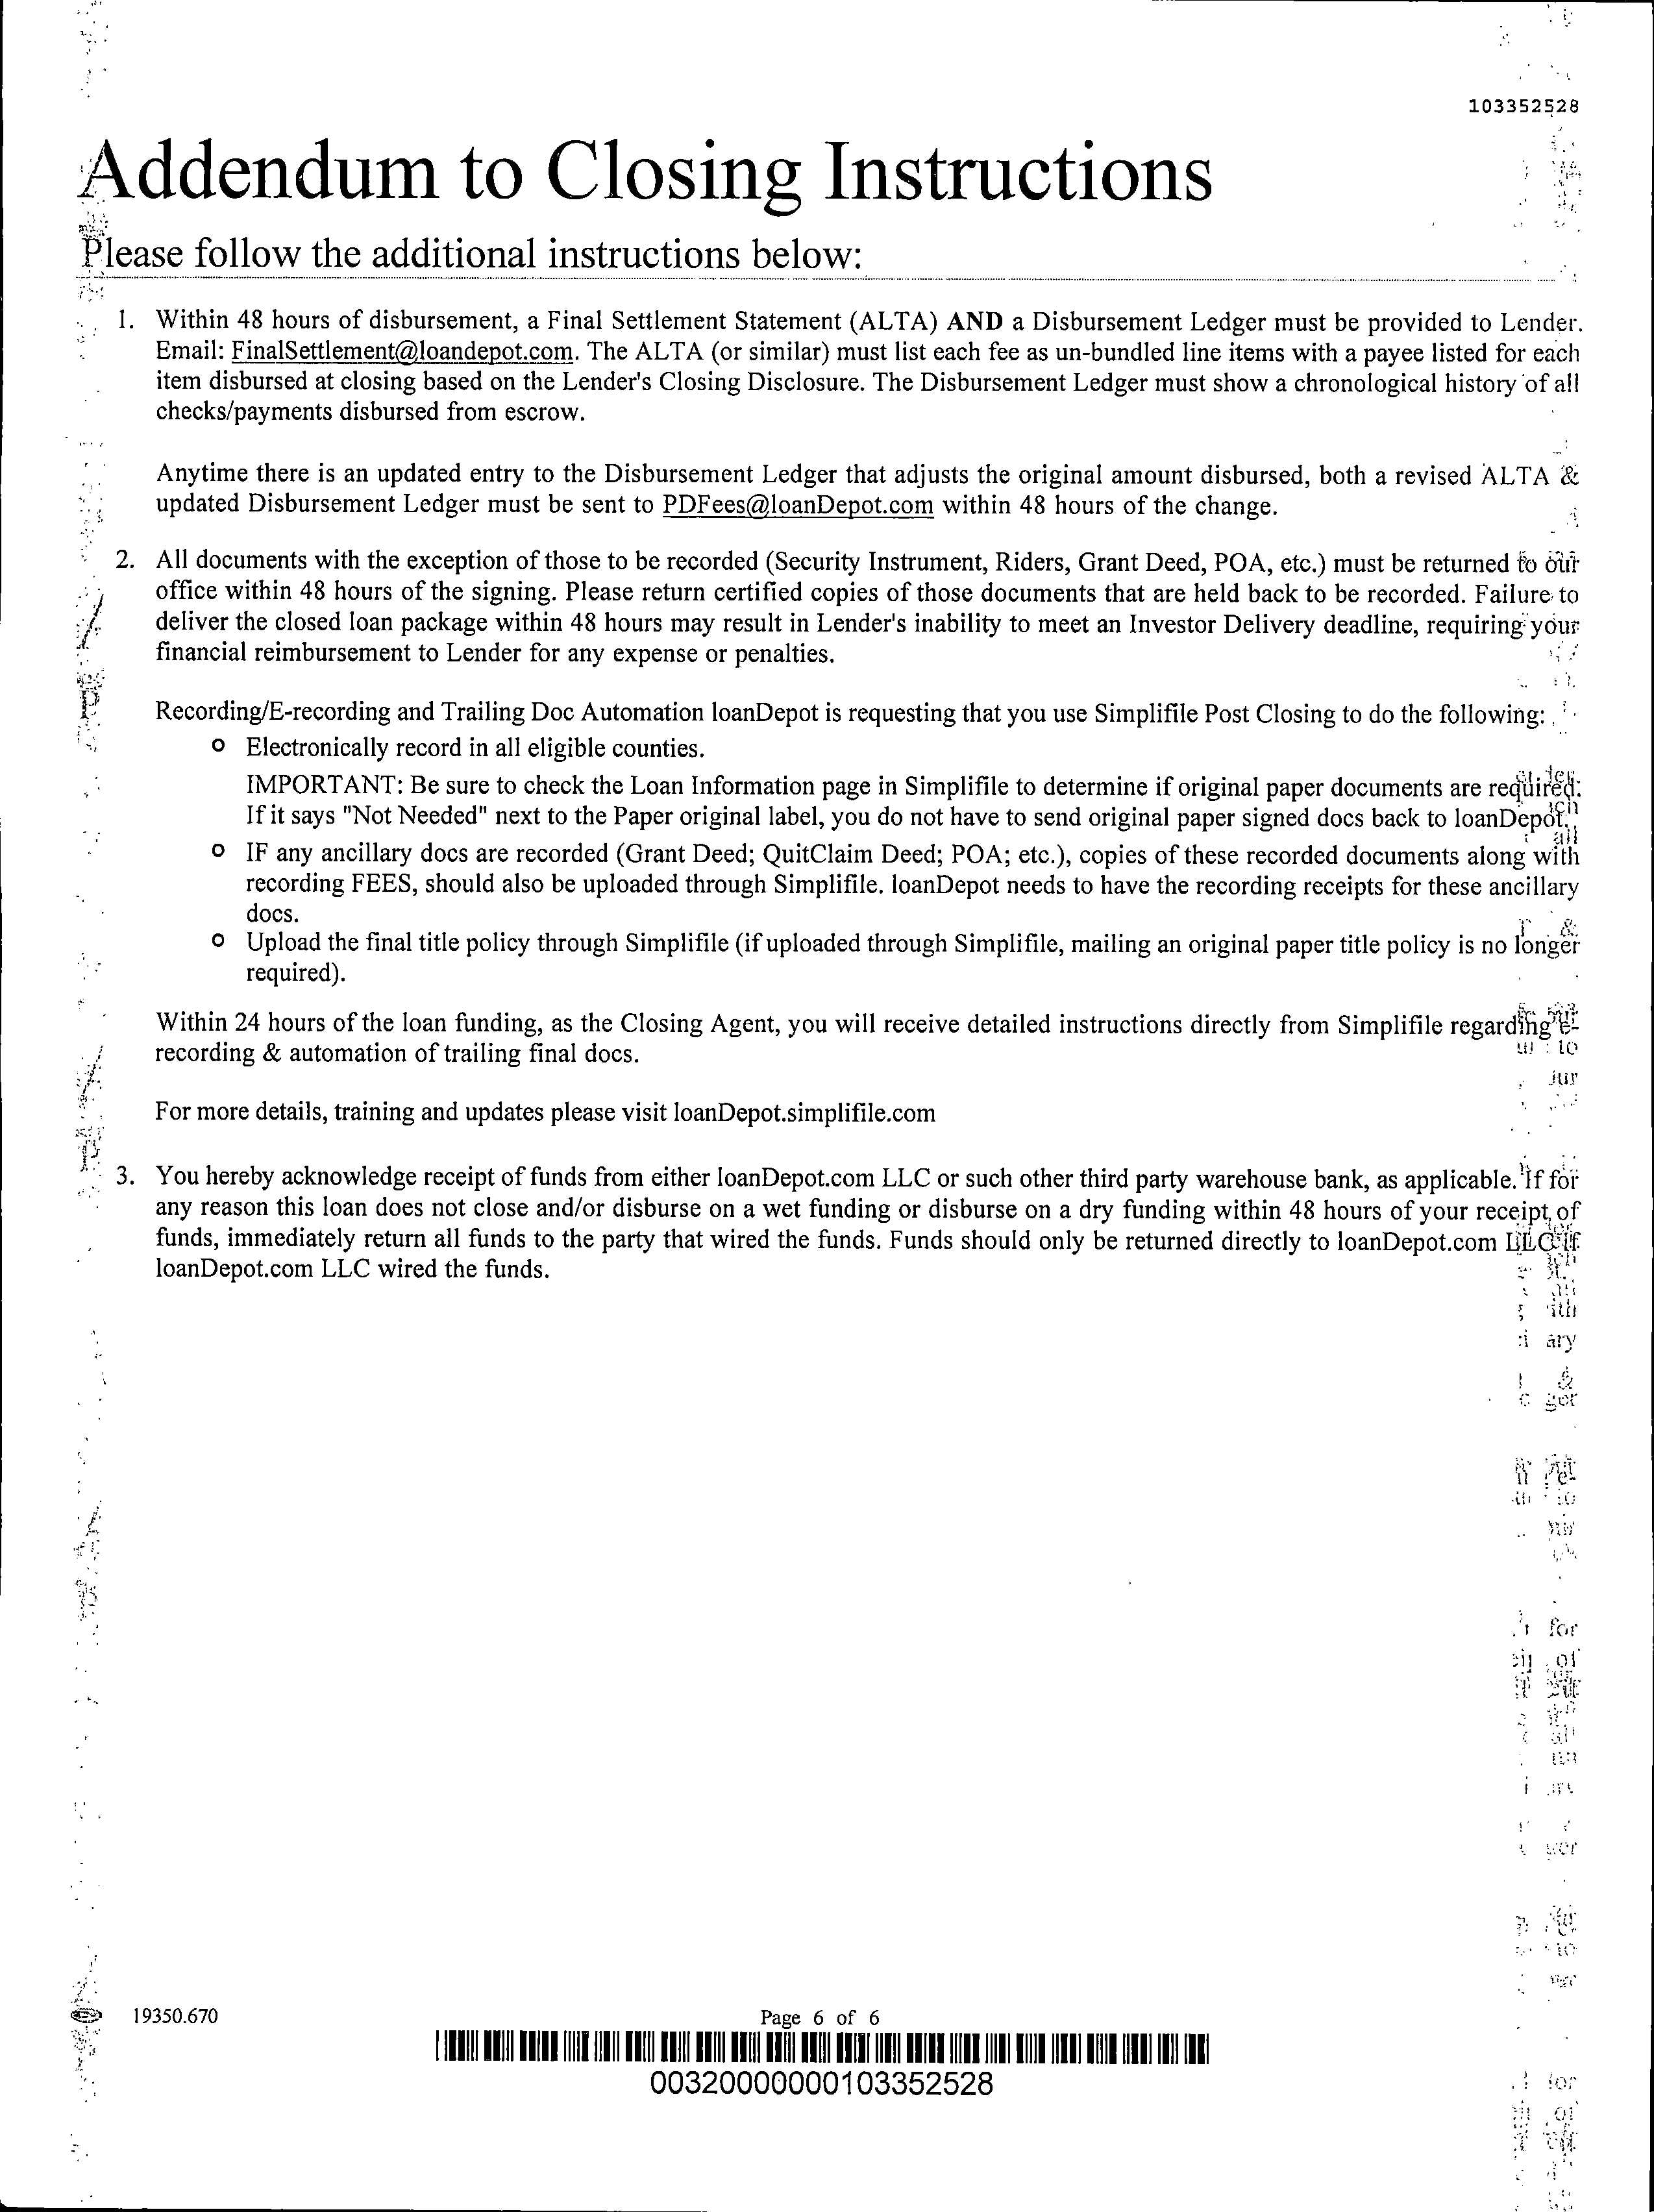 103352528
Addendum to Closing Instructions
Please follow the additional instructions below:
1. Within 48 hours of disbursement, a Final Settlement Statement (ALTA) AND a Disbursement Ledger must be provided to Lender.
Email: FinalSettlement@loandepot.com. The ALTA (or similar) must list each fee as un-bundled line items with a payee listed for each
item disbursed at closing based on the Lender's Closing Disclosure. The Disbursement Ledger must show a chronological history of all
checks/payments disbursed from escrow.
Anytime there is an updated entry to the Disbursement Ledger that adjusts the original amount disbursed, both a revised ALTA &
updated Disbursement Ledger must be sent to PDFees@loanDepot.com within 48 hours of the change.
2. All documents with the exception of those to be recorded (Security Instrument, Riders, Grant Deed, POA, etc.) must be returned to our
office within 48 hours of the signing. Please return certified copies of those documents that are held back to be recorded. Failure to
deliver the closed loan package within 48 hours may result in Lender's inability to meet an Investor Delivery deadline, requiring your
financial reimbursement to Lender for any expense or penalties.
Recording/E-recording and Trailing Doc Automation loanDepot is requesting that you use Simplifile Post Closing to do the following:
o Electronically record in all eligible counties.
IMPORTANT: Be sure to check the Loan Information page in Simplifile to determine if original paper documents are required.
If it says "Not Needed" next to the Paper original label, you do not have to send original paper signed docs back to loanDepot.
o IF any ancillary docs are recorded (Grant Deed; QuitClaim Deed; POA; etc.), copies of these recorded documents along with
recording FEES, should also be uploaded through Simplifile. loanDepot needs to have the recording receipts for these ancillary
docs.
o Upload the final title policy through Simplifile (if uploaded through Simplifile, mailing an original paper title policy is no longer
required).
Within 24 hours of the loan funding, as the Closing Agent, you will receive detailed instructions directly from Simplifile regarding e-
recording & automation of trailing final docs.
For more details, training and updates please visit loanDepot.simplifile.com
3. You hereby acknowledge receipt of funds from either loanDepot.com LLC or such other third party warehouse bank, as applicable. If for
any reason this loan does not close and/or disburse on a wet funding or disburse on a dry funding within 48 hours of your receipt of
funds, immediately return all funds to the party that wired the funds. Funds should only be returned directly to loanDepot.com LLC if
loanDepot.com LLC wired the funds.
19350.670
Page 6 of 6
00320000000103352528